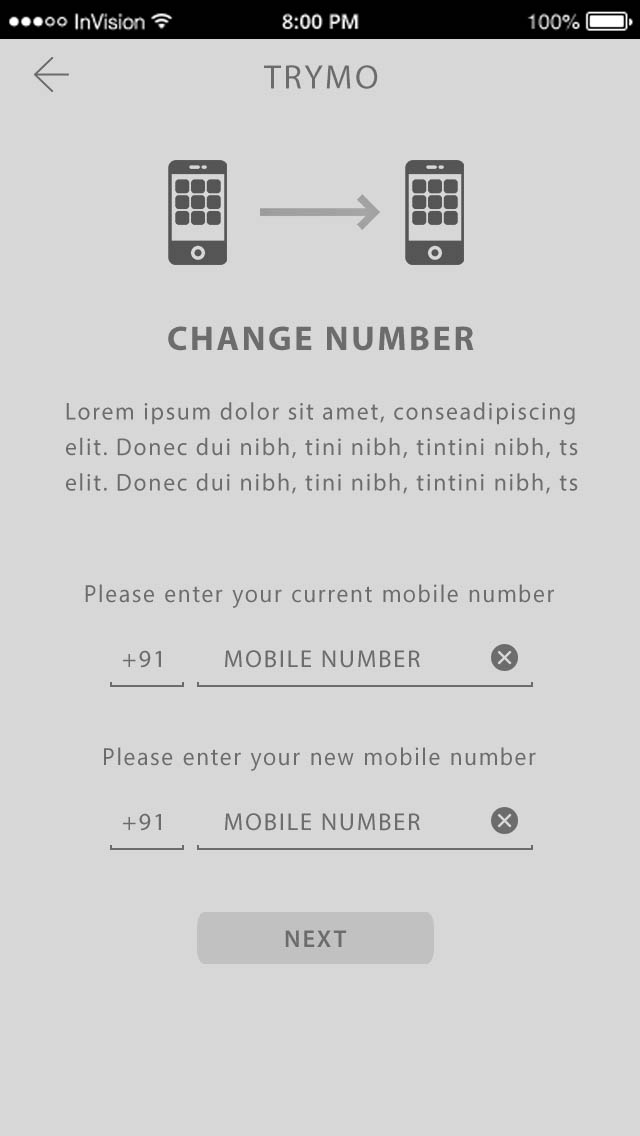 InVision 8:00 PM 100%
TRYMO
CHANGE NUMBER
Lorem ipsum dolor sit amet, conseadipiscing
elit. Donec dui nibh, tini nibh, tintini nibh, ts
elit. Donec dui nibh, tini nibh, tintini nibh, ts
Please enter your current mobile number
+91 MOBILE NUMBER
Please enter your new mobile number
+91 MOBILE NUMBER
NEXT